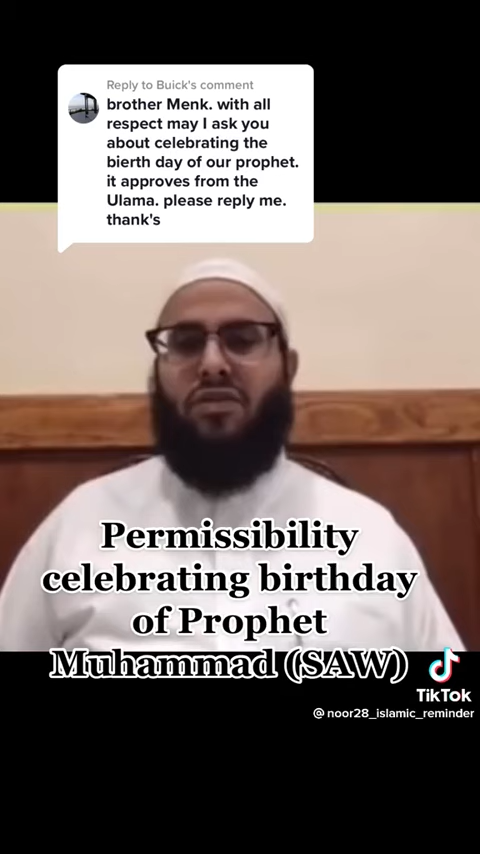 Reply to Buick's comment
brother Menk. with all
respect may I ask you
about celebrating the
bierth day of our prophet.
it approves from the
Ulama. please reply me.
thank's
Permissibility
celebrating birthday
of Prophet
Muhammad (SAW)
TikTok
@noor28_islamic_reminder